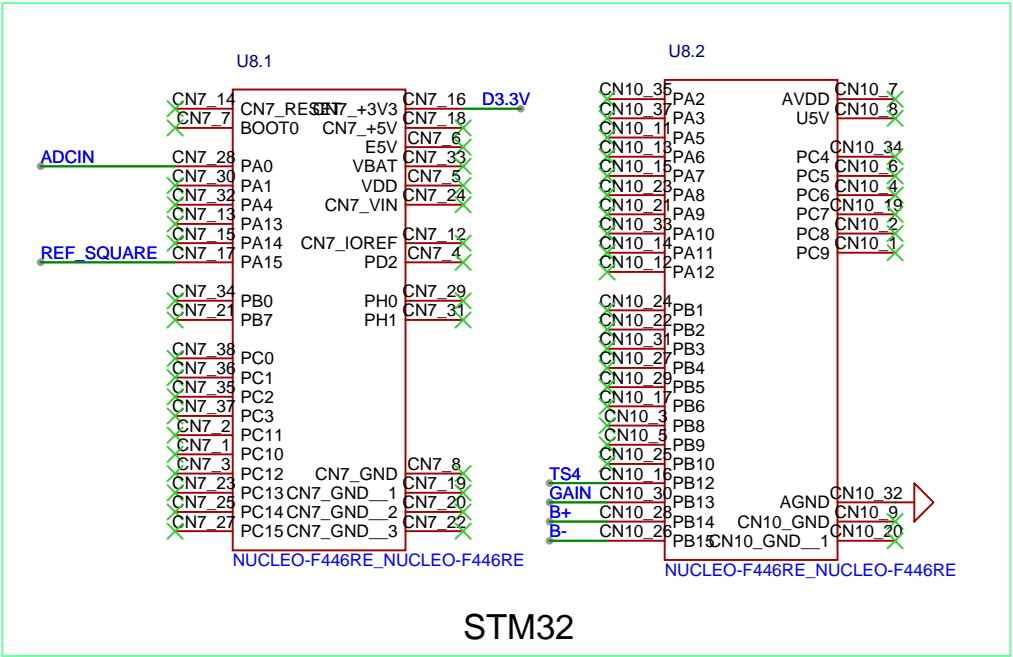 U8.1
CN7_14 CN7_RESET CN7_+3V3 CN7_16 D3.3V
CN7_7 BOOT0 CN7_+5V CN7_18
E5V CN7_6
ADCIN CN7_28 PA0 VBAT CN7_33
CN7_30 PA1 VDD CN7_5
CN7_32 PA4 CN7_VIN CN7_24
CN7_13 PA13
CN7_15 PA14 CN7_IOREF CN7_12
REF_SQUARE CN7_17 PA15 PD2 CN7_4
CN7_34 PB0 PH0 CN7_29
CN7_21 PB7 PH1 CN7_31
CN7_38 PC0
CN7_36 PC1
CN7_35 PC2
CN7_37 PC3
CN7_2 PC11
CN7_1 PC10
CN7_3 PC12 CN7_GND CN7_8
CN7_23 PC13 CN7_GND__1 CN7_19
CN7_25 PC14 CN7_GND__2 CN7_20
CN7_27 PC15 CN7_GND__3 CN7_22
NUCLEO-F446RE_NUCLEO-F446RE
U8.2
CN10_35 PA2 AVDD CN10_7
CN10_37 PA3 U5V CN10_8
CN10_11 PA5
CN10_13 PA6 PC4 CN10_34
CN10_15 PA7 PC5 CN10_6
CN10_23 PA8 PC6 CN10_4
CN10_21 PA9 PC7 CN10_19
CN10_33 PA10 PC8 CN10_2
CN10_14 PA11 PC9 CN10_1
CN10_12 PA12
CN10_24 PB1
CN10_22 PB2
CN10_31 PB3
CN10_27 PB4
CN10_29 PB5
CN10_17 PB6
CN10_3 PB8
CN10_5 PB9
CN10_25 PB10
TS4 CN10_16 PB12
GAIN CN10_30 PB13 AGND CN10_32
B+ CN10_28 PB14 CN10_GND CN10_9
B- CN10_26 PB15 CN10_GND__1 CN10_20
NUCLEO-F446RE_NUCLEO-F446RE
STM32